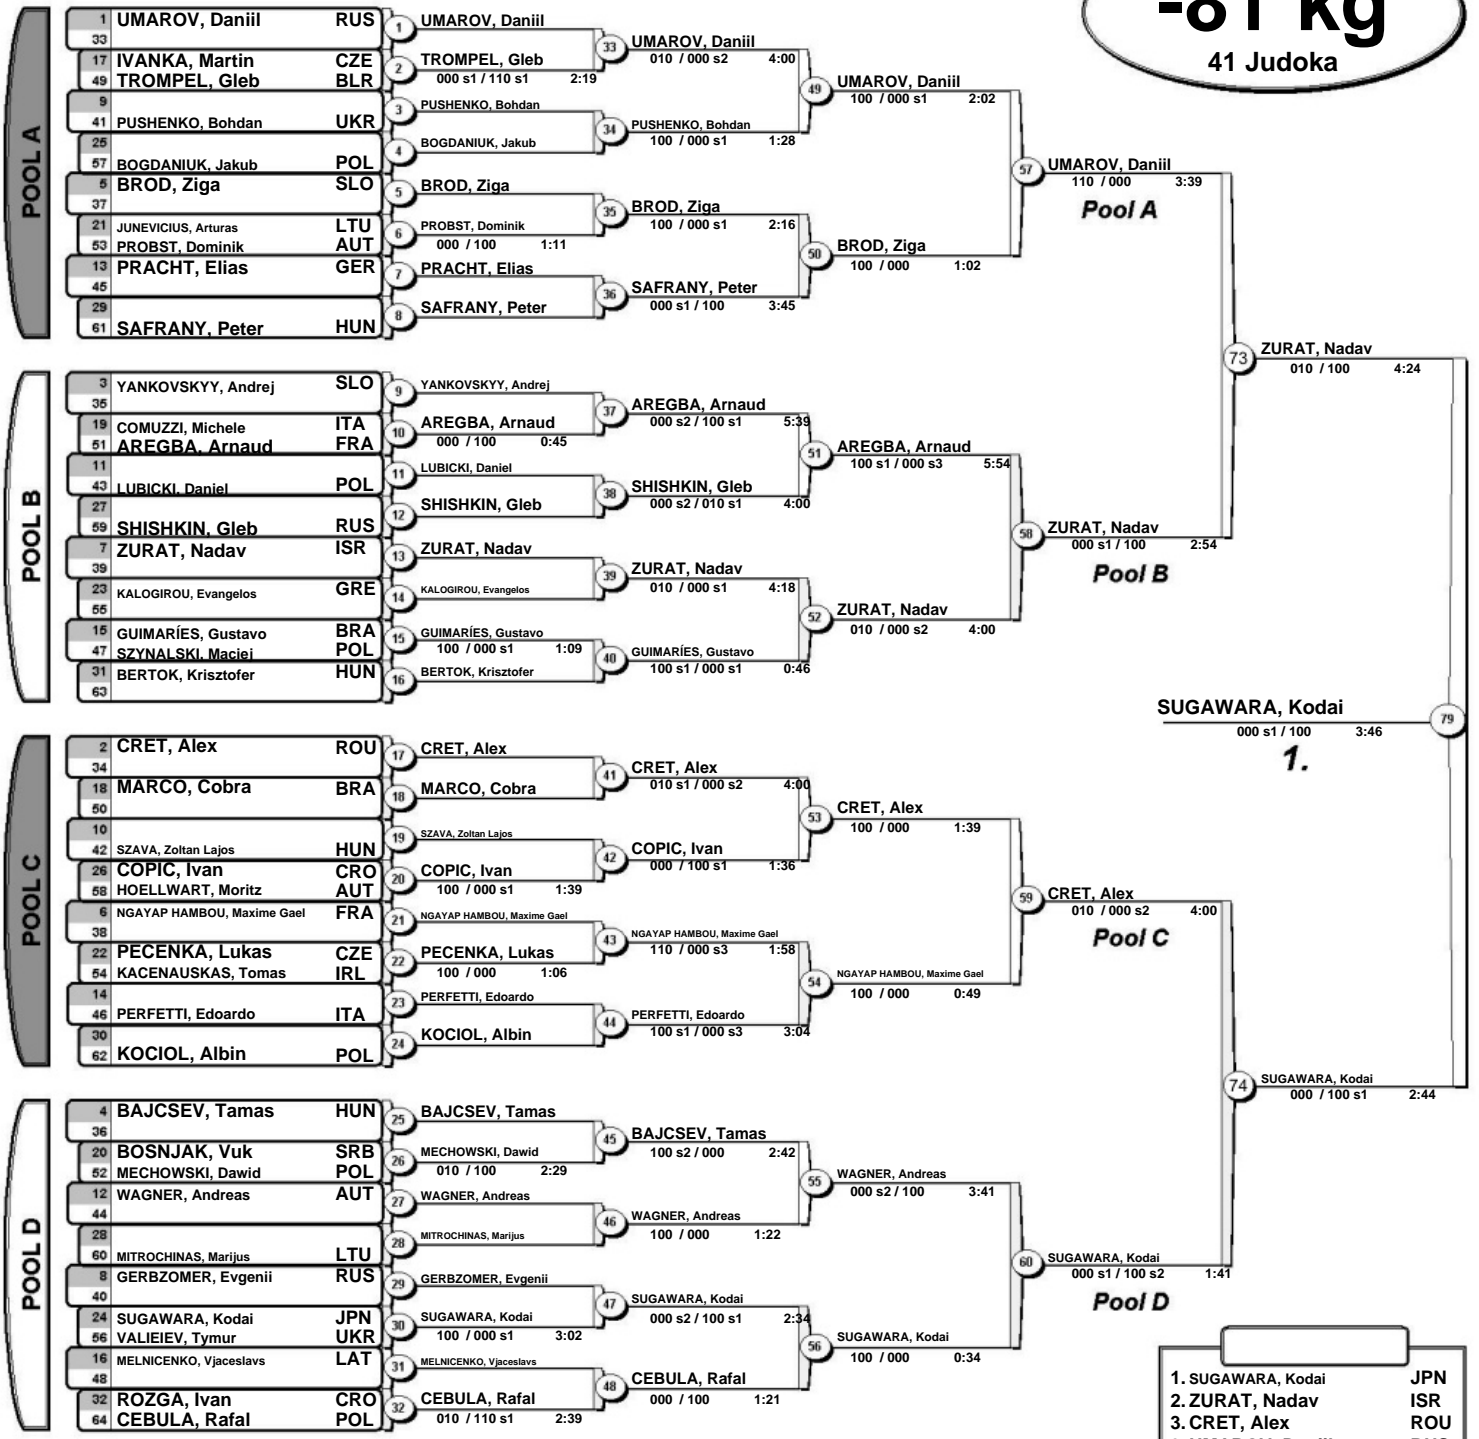 -81 kg
41 Judoka
POOL A
1 UMAROV, Daniil RUS
33
17 IVANKA, Martin CZE
49 TROMPEL, Gleb BLR
9
41 PUSHENKO, Bohdan UKR
25
57 BOGDANIUK, Jakub POL
5 BROD, Ziga SLO
37
21 JUNEVICIUS, Arturas LTU
53 PROBST, Dominik AUT
13 PRACHT, Elias GER
45
29
61 SAFRANY, Peter HUN
1 UMAROV, Daniil
2 TROMPEL, Gleb
000 s1 / 110 s1 2:19
3 PUSHENKO, Bohdan
4 BOGDANIUK, Jakub
5 BROD, Ziga
6 PROBST, Dominik
000 / 100 1:11
7 PRACHT, Elias
8 SAFRANY, Peter
33 UMAROV, Daniil
010 / 000 s2 4:00
34 PUSHENKO, Bohdan
100 / 000 s1 1:28
35 BROD, Ziga
100 / 000 s1 2:16
36 SAFRANY, Peter
000 s1 / 100 3:45
49 UMAROV, Daniil
100 / 000 s1 2:02
50 BROD, Ziga
100 / 000 1:02
57 UMAROV, Daniil
110 / 000 3:39
Pool A
POOL B
3 YANKOVSKYY, Andrej SLO
35
19 COMUZZI, Michele ITA
51 AREGBA, Arnaud FRA
11
43 LUBICKI, Daniel POL
27
59 SHISHKIN, Gleb RUS
7 ZURAT, Nadav ISR
39
23 KALOGIROU, Evangelos GRE
55
15 GUIMARÍES, Gustavo BRA
47 SZYNALSKI, Maciej POL
31 BERTOK, Krisztofer HUN
63
9 YANKOVSKYY, Andrej
10 AREGBA, Arnaud
000 / 100 0:45
11 LUBICKI, Daniel
12 SHISHKIN, Gleb
13 ZURAT, Nadav
14 KALOGIROU, Evangelos
15 GUIMARÍES, Gustavo
100 / 000 s1 1:09
16 BERTOK, Krisztofer
37 AREGBA, Arnaud
000 s2 / 100 s1 5:39
38 SHISHKIN, Gleb
000 s2 / 010 s1 4:00
39 ZURAT, Nadav
010 / 000 s1 4:18
40 GUIMARÍES, Gustavo
100 s1 / 000 s1 0:46
51 AREGBA, Arnaud
100 s1 / 000 s3 5:54
52 ZURAT, Nadav
010 / 000 s2 4:00
58 ZURAT, Nadav
000 s1 / 100 2:54
Pool B
73 ZURAT, Nadav
010 / 100 4:24
SUGAWARA, Kodai 79
000 s1 / 100 3:46
1.
POOL C
2 CRET, Alex ROU
34
18 MARCO, Cobra BRA
50
10
42 SZAVA, Zoltan Lajos HUN
26 COPIC, Ivan CRO
58 HOELLWART, Moritz AUT
6 NGAYAP HAMBOU, Maxime Gael FRA
38
22 PECENKA, Lukas CZE
54 KACENAUSKAS, Tomas IRL
14
46 PERFETTI, Edoardo ITA
30
62 KOCIOL, Albin POL
17 CRET, Alex
18 MARCO, Cobra
19 SZAVA, Zoltan Lajos
20 COPIC, Ivan
100 / 000 s1 1:39
21 NGAYAP HAMBOU, Maxime Gael
22 PECENKA, Lukas
100 / 000 1:06
23 PERFETTI, Edoardo
24 KOCIOL, Albin
41 CRET, Alex
010 s1 / 000 s2 4:00
42 COPIC, Ivan
000 / 100 s1 1:36
43 NGAYAP HAMBOU, Maxime Gael
110 / 000 s3 1:58
44 PERFETTI, Edoardo
100 s1 / 000 s3 3:04
53 CRET, Alex
100 / 000 1:39
54 NGAYAP HAMBOU, Maxime Gael
100 / 000 0:49
59 CRET, Alex
010 / 000 s2 4:00
Pool C
74 SUGAWARA, Kodai
000 / 100 s1 2:44
POOL D
4 BAJCSEV, Tamas HUN
36
20 BOSNJAK, Vuk SRB
52 MECHOWSKI, Dawid POL
12 WAGNER, Andreas AUT
44
28
60 MITROCHINAS, Marijus LTU
8 GERBZOMER, Evgenii RUS
40
24 SUGAWARA, Kodai JPN
56 VALIEIEV, Tymur UKR
16 MELNICENKO, Vjaceslavs LAT
48
32 ROZGA, Ivan CRO
64 CEBULA, Rafal POL
25 BAJCSEV, Tamas
26 MECHOWSKI, Dawid
010 / 100 2:29
27 WAGNER, Andreas
28 MITROCHINAS, Marijus
29 GERBZOMER, Evgenii
30 SUGAWARA, Kodai
100 / 000 s1 3:02
31 MELNICENKO, Vjaceslavs
32 CEBULA, Rafal
010 / 110 s1 2:39
45 BAJCSEV, Tamas
100 s2 / 000 2:42
46 WAGNER, Andreas
100 / 000 1:22
47 SUGAWARA, Kodai
000 s2 / 100 s1 2:34
48 CEBULA, Rafal
000 / 100 1:21
55 WAGNER, Andreas
000 s2 / 100 3:41
56 SUGAWARA, Kodai
100 / 000 0:34
60 SUGAWARA, Kodai
000 s1 / 100 s2 1:41
Pool D
1. SUGAWARA, Kodai JPN
2. ZURAT, Nadav ISR
3. CRET, Alex ROU